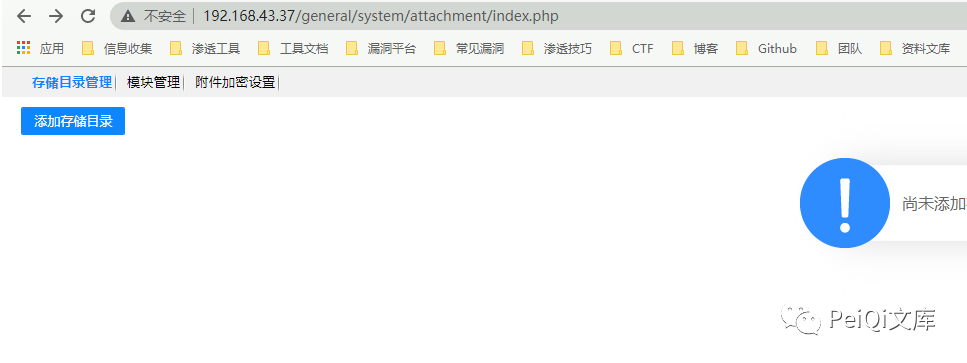 不安全 192.168.43.37/general/system/attachment/index.php
应用 信息收集 渗透工具 工具文档 漏洞平台 常见漏洞 渗透技巧 CTF 博客 Github 团队 资料文库
存储目录管理 模块管理 附件加密设置
添加存储目录
尚未添加
PeiQi文库